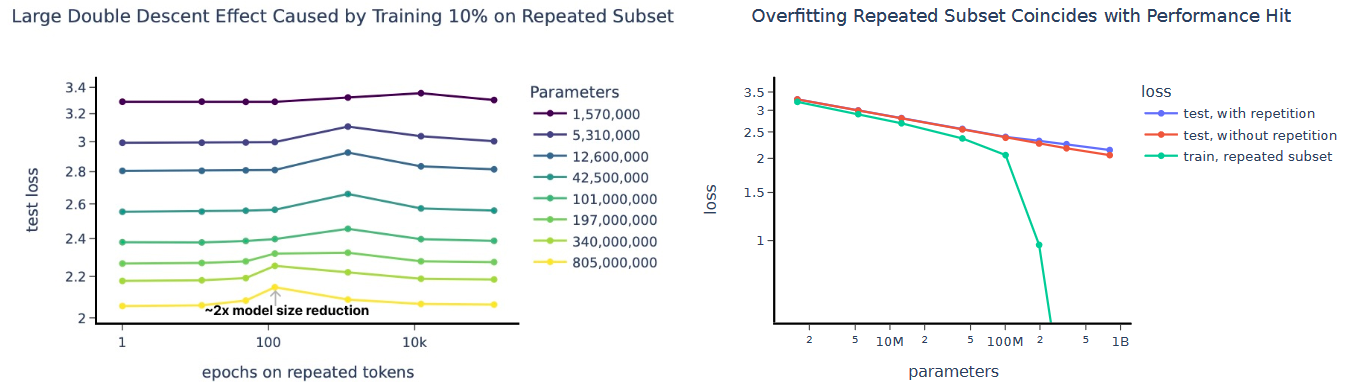 Large Double Descent Effect Caused by Training 10% on Repeated Subset
test loss
3.4
3.2
3
2.8
2.6
2.4
2.2
2
~2x model size reduction
1
100
10k
epochs on repeated tokens
Parameters
1,570,000
5,310,000
12,600,000
42,500,000
101,000,000
197,000,000
340,000,000
805,000,000
Overfitting Repeated Subset Coincides with Performance Hit
loss
3.5
3
2.5
2
1.5
1
2 5 10M 2 5 100M 2 5 1B
parameters
loss
test, with repetition
test, without repetition
train, repeated subset